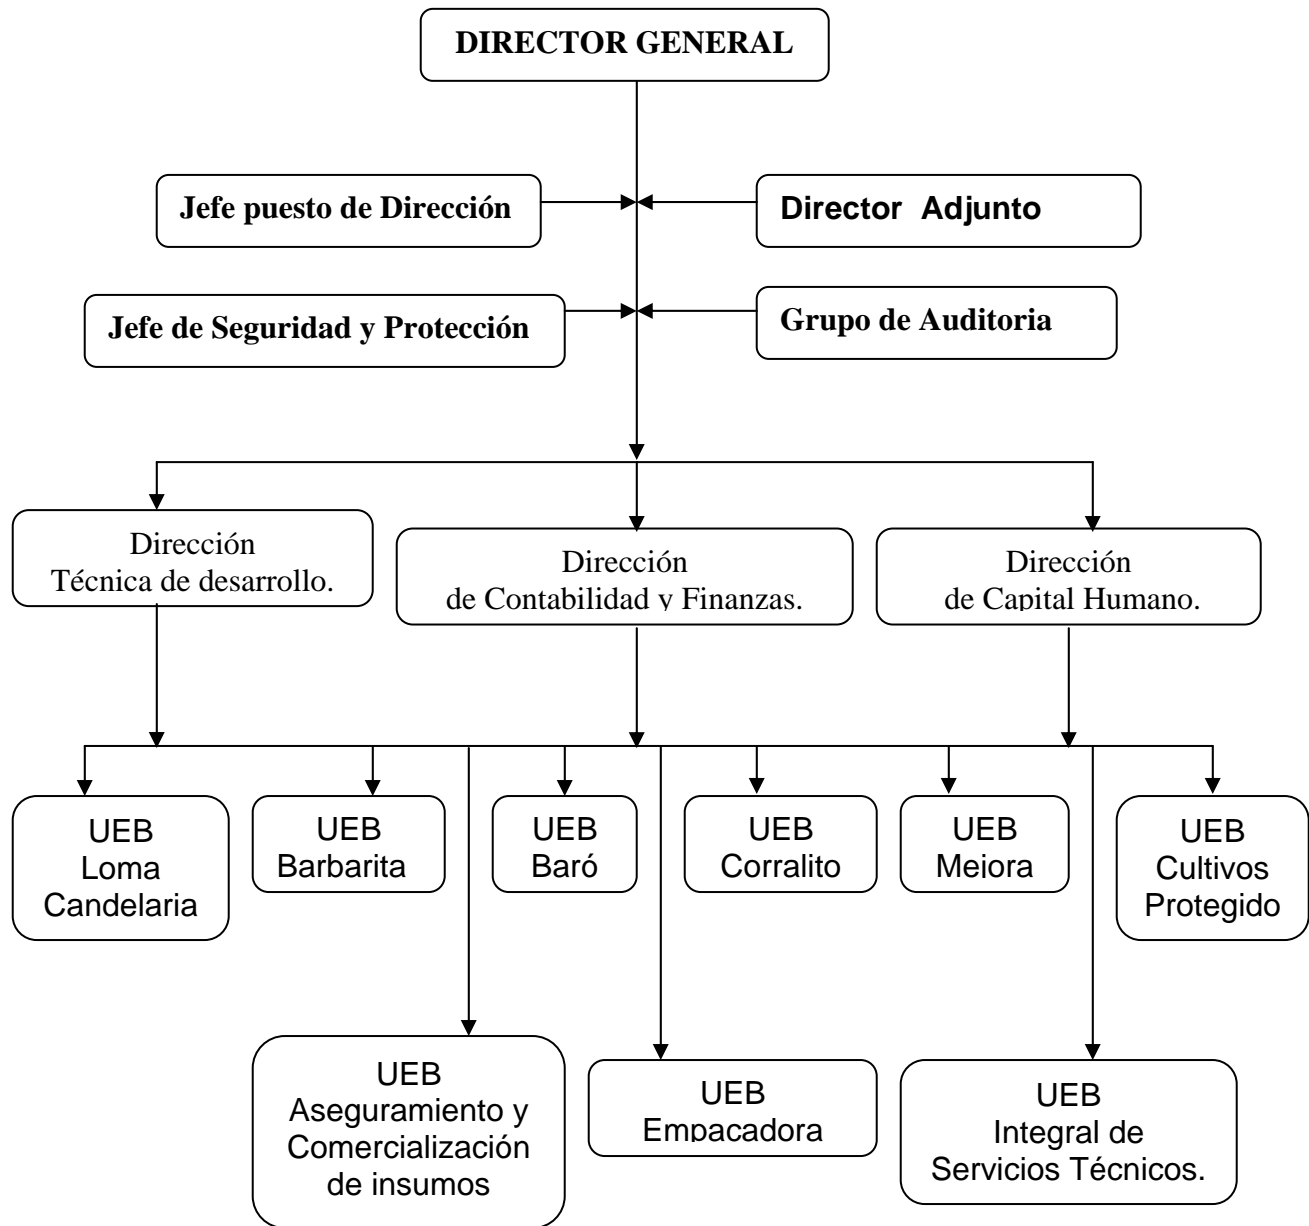 DIRECTOR GENERAL
Jefe puesto de Dirección
Director Adjunto
Jefe de Seguridad y Protección
Grupo de Auditoria
Dirección
Técnica de desarrollo.
Dirección
de Contabilidad y Finanzas.
Dirección
de Capital Humano.
UEB
Loma
Candelaria
UEB
Barbarita
UEB
Baró
UEB
Corralito
UEB
Mejora
UEB
Cultivos
Protegido
UEB
Aseguramiento y
Comercialización
de insumos
UEB
Empacadora
UEB
Integral de
Servicios Técnicos.